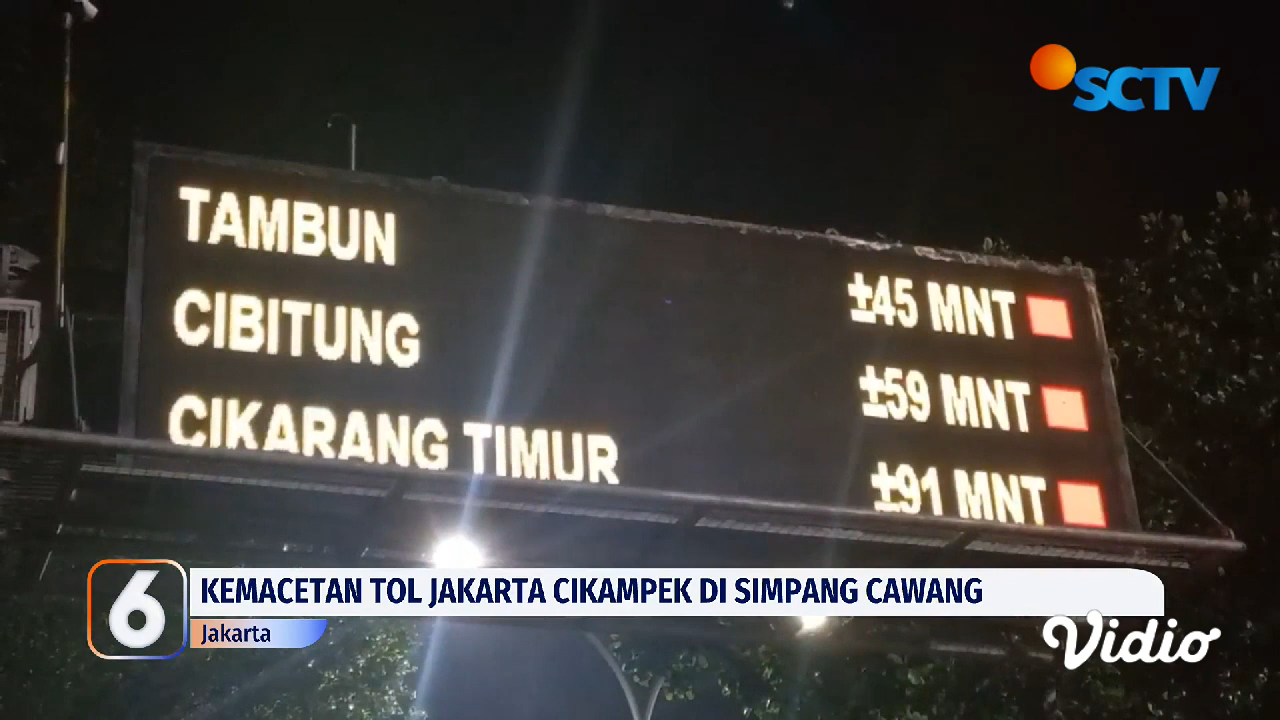 SCTV
TAMBUN ±45 MNT
CIBITUNG ±59 MNT
CIKARANG TIMUR ±91 MNT
6
KEMACETAN TOL JAKARTA CIKAMPEK DI SIMPANG CAWANG
Jakarta
Vidio